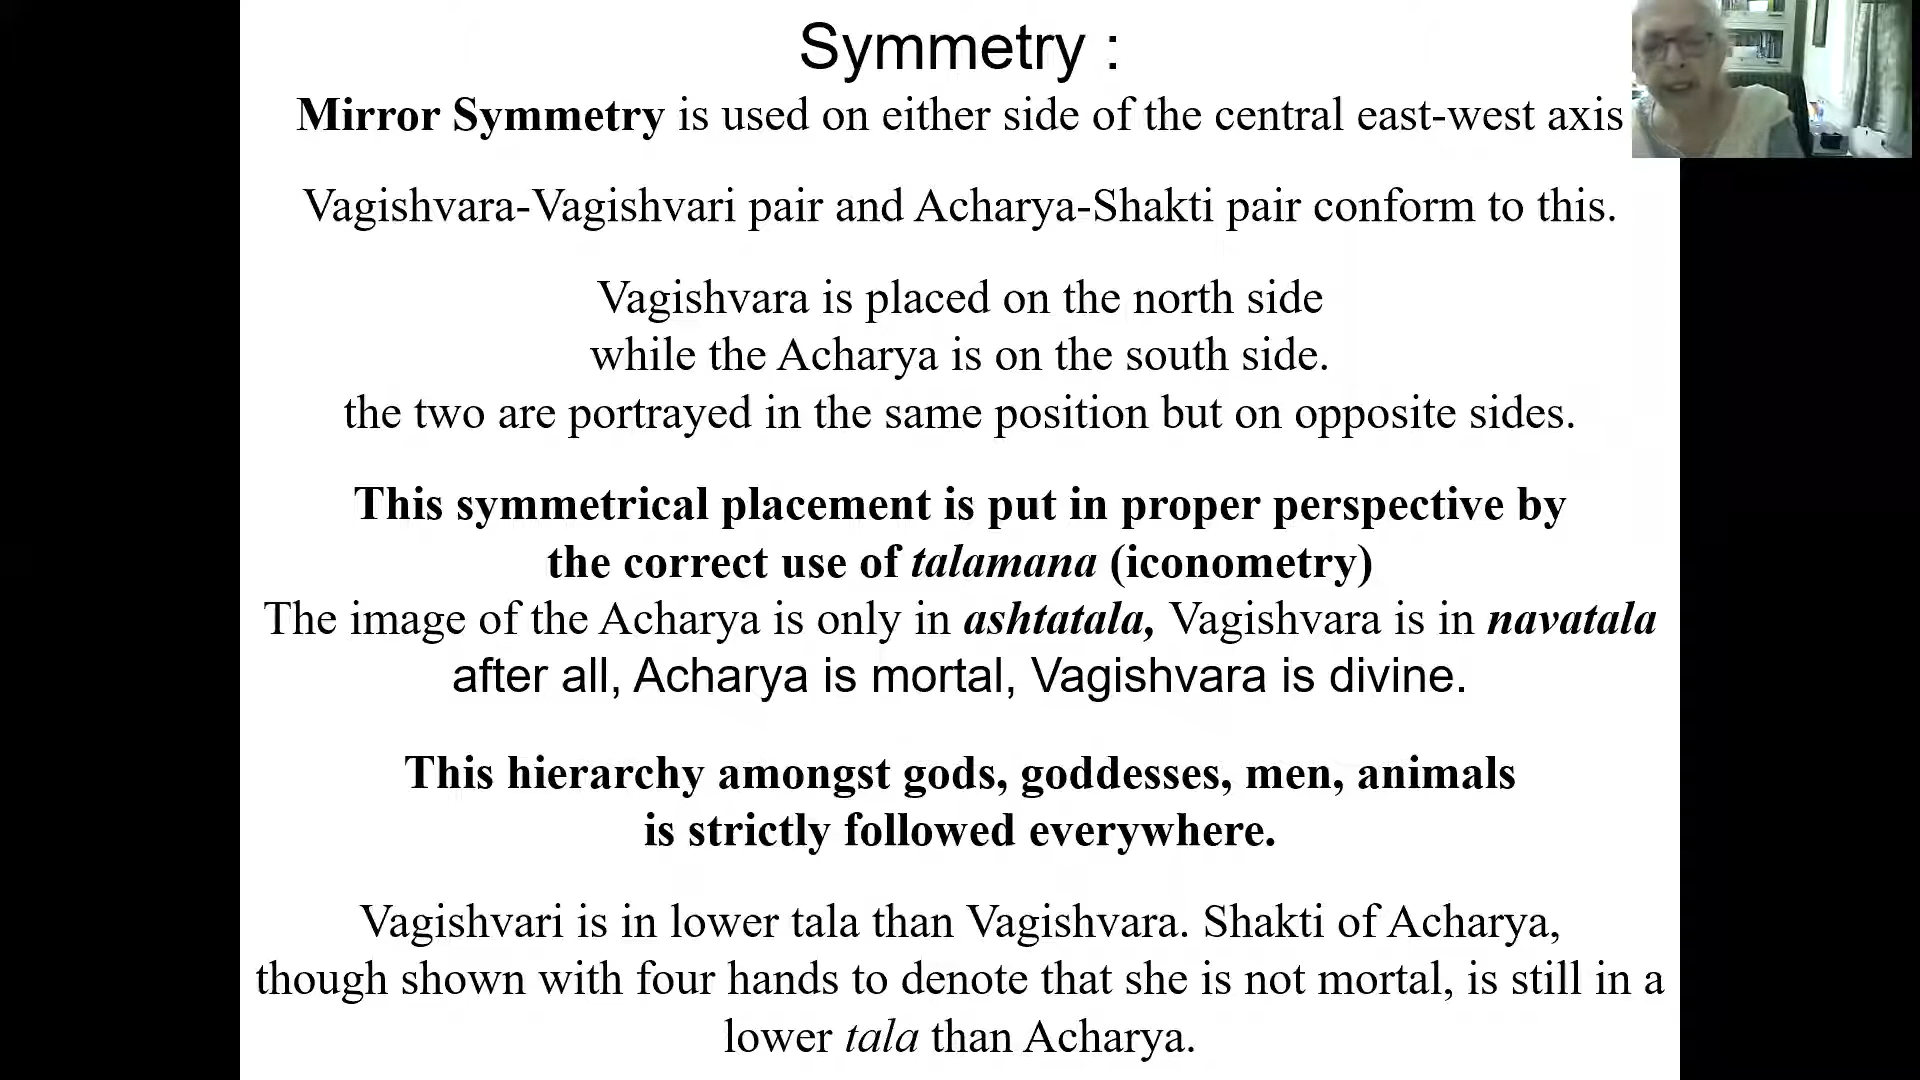 Symmetry :
Mirror Symmetry is used on either side of the central east-west axis
Vagishvara-Vagishvari pair and Acharya-Shakti pair conform to this.
Vagishvara is placed on the north side
while the Acharya is on the south side.
the two are portrayed in the same position but on opposite sides.
This symmetrical placement is put in proper perspective by
the correct use of talamana (iconometry)
The image of the Acharya is only in ashtatala, Vagishvara is in navatala
after all, Acharya is mortal, Vagishvara is divine.
This hierarchy amongst gods, goddesses, men, animals
is strictly followed everywhere.
Vagishvari is in lower tala than Vagishvara. Shakti of Acharya,
though shown with four hands to denote that she is not mortal, is still in a
lower tala than Acharya.